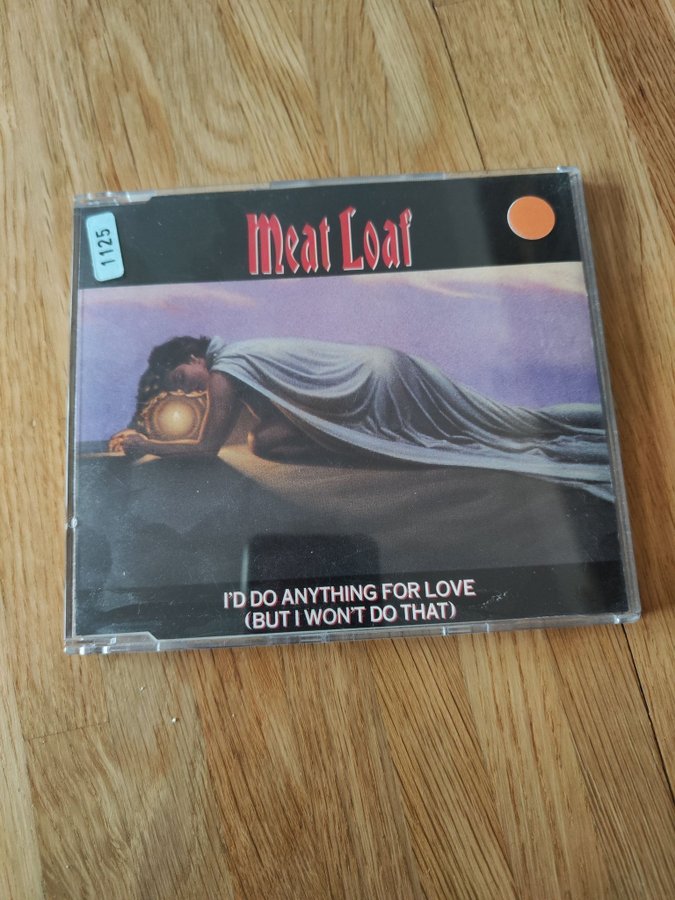 1125
Meat Loaf
I'D DO ANYTHING FOR LOVE
(BUT I WON'T DO THAT)